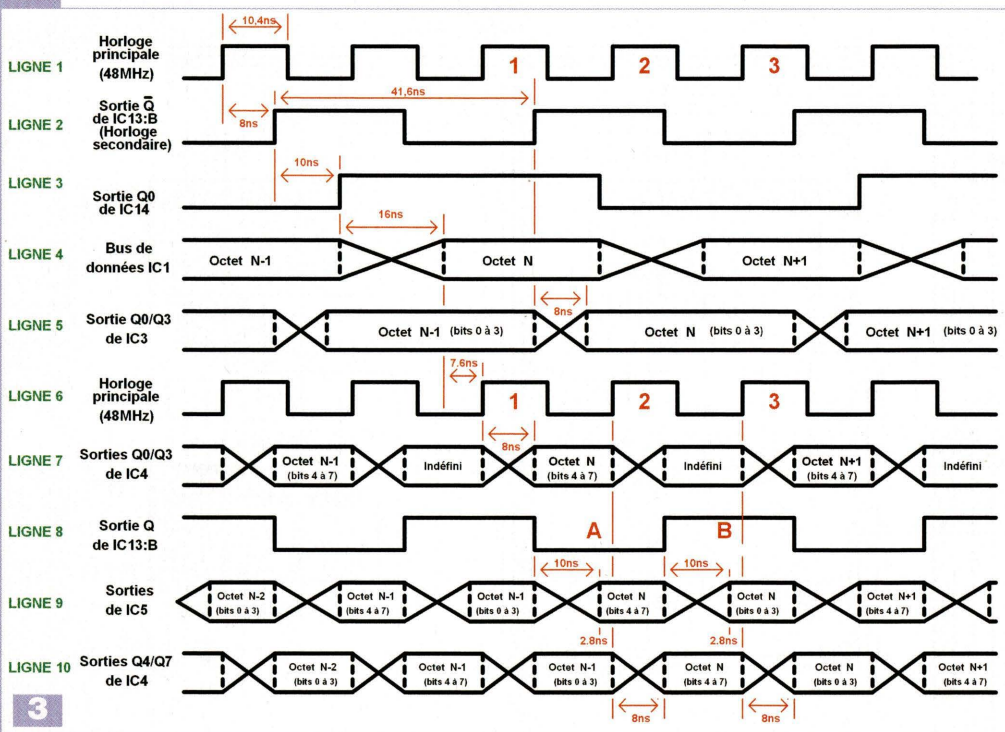 10,4ns
LIGNE 1
Horloge
principale
(48MHz)
1 2 3
41,6ns
LIGNE 2
Sortie Q̅
de IC13:B
(Horloge
secondaire)
8ns
10ns
LIGNE 3
Sortie Q0
de IC14
16ns
LIGNE 4
Bus de
données IC1
Octet N-1 Octet N Octet N+1
8ns
LIGNE 5
Sortie Q0/Q3
de IC3
Octet N-1 (bits 0 à 3) Octet N (bits 0 à 3) Octet N+1 (bits 0 à 3)
7.6ns
LIGNE 6
Horloge
principale
(48MHz)
1 2 3
8ns
LIGNE 7
Sorties Q0/Q3
de IC4
Octet N-1 Indéfini Octet N Indéfini Octet N+1 Indéfini
(bits 4 à 7) (bits 4 à 7) (bits 4 à 7)
LIGNE 8
Sortie Q
de IC13:B
A B
10ns 10ns
LIGNE 9
Sorties
de IC5
Octet N-2 Octet N-1 Octet N-1 Octet N Octet N Octet N+1
(bits 0 à 3) (bits 4 à 7) (bits 0 à 3) (bits 4 à 7) (bits 0 à 3) (bits 4 à 7)
2.8ns 2.8ns
LIGNE 10
Sorties Q4/Q7
de IC4
Octet N-2 Octet N-1 Octet N-1 Octet N Octet N Octet N+1
(bits 0 à 3) (bits 4 à 7) (bits 0 à 3) (bits 4 à 7) (bits 0 à 3) (bits 4 à 7)
8ns 8ns
3